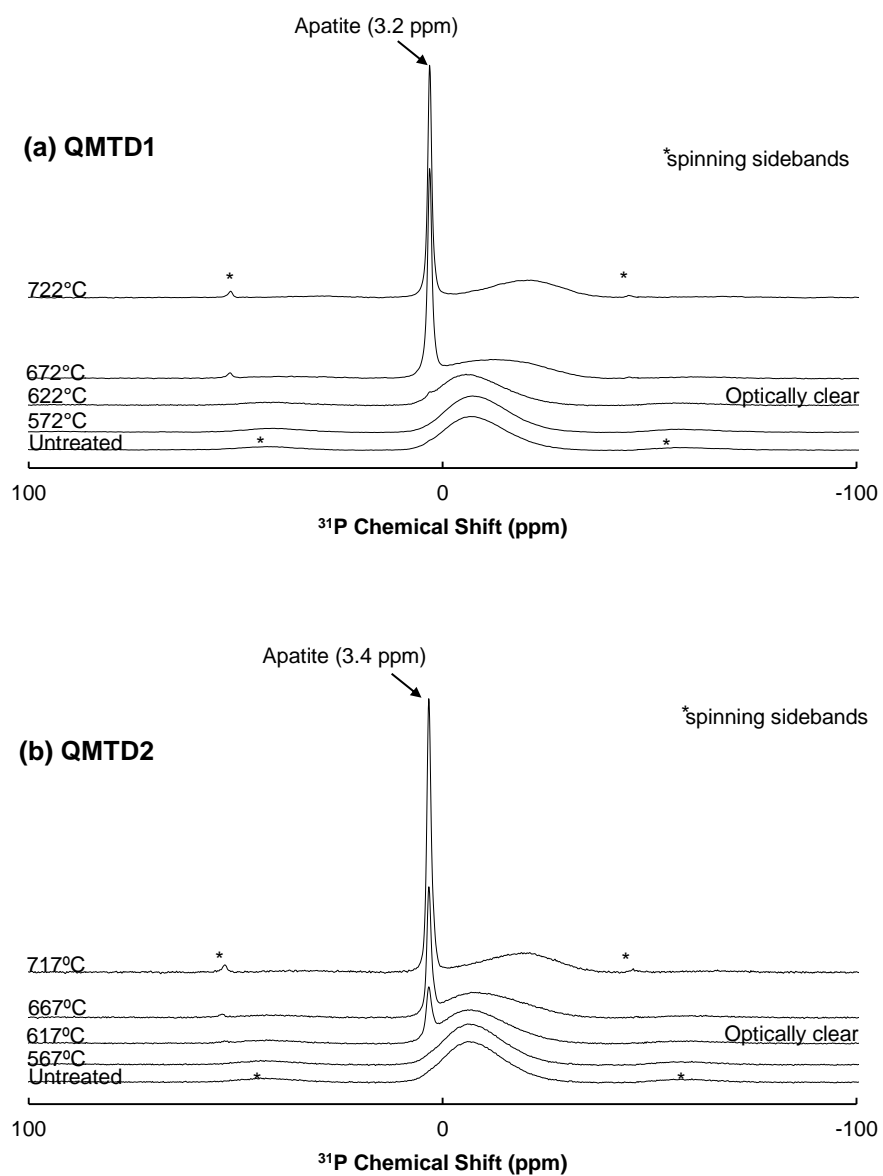 Apatite (3.2 ppm)
(a) QMTD1
*spinning sidebands
* *
722°C
672°C
622°C Optically clear
572°C
Untreated * *
100 0 -100
³¹P Chemical Shift (ppm)
Apatite (3.4 ppm)
*spinning sidebands
(b) QMTD2
* *
717ºC
667ºC
617ºC Optically clear
567ºC
Untreated * *
100 0 -100
³¹P Chemical Shift (ppm)